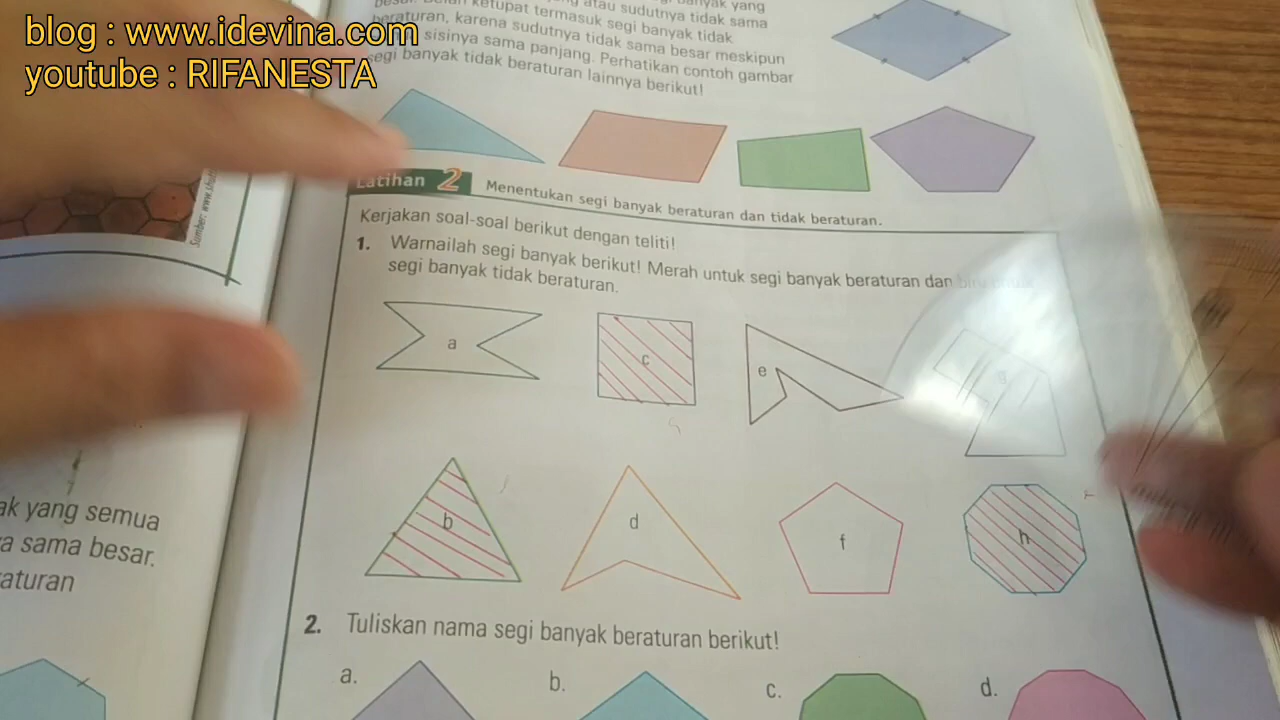 blog : www.idevina.com
youtube : RIFANESTA
atau sudutnya tidak sama
ketupat termasuk segi banyak tidak
beraturan, karena sudutnya tidak sama besar meskipun
sisinya sama panjang. Perhatikan contoh gambar
segi banyak tidak beraturan lainnya berikut!
Latihan 2 Menentukan segi banyak beraturan dan tidak beraturan.
Kerjakan soal-soal berikut dengan teliti!
1. Warnailah segi banyak berikut! Merah untuk segi banyak beraturan dan
segi banyak tidak beraturan.
a
c
e
g
b
d
f
h
2. Tuliskan nama segi banyak beraturan berikut!
a.
b.
c.
d.
ak yang semua
a sama besar.
aturan